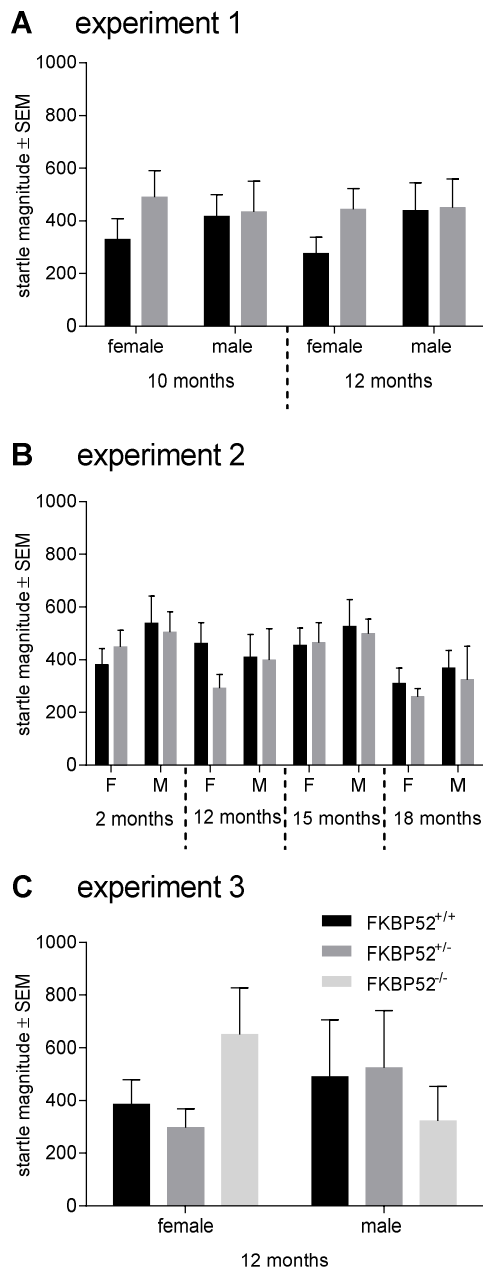 A experiment 1
startle magnitude ± SEM
1000
800
600
400
200
0
female male female male
10 months 12 months
B experiment 2
startle magnitude ± SEM
1000
800
600
400
200
0
F M F M F M F M
2 months 12 months 15 months 18 months
C experiment 3
FKBP52+/+
FKBP52+/-
FKBP52-/-
startle magnitude ± SEM
1000
800
600
400
200
0
female male
12 months